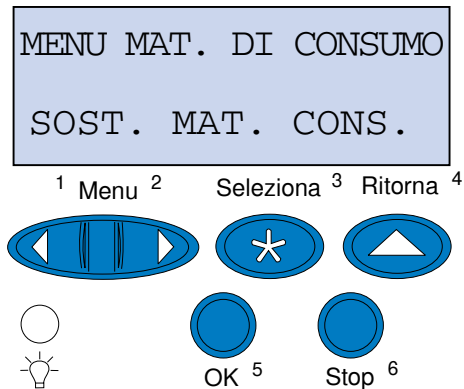 MENU MAT. DI CONSUMO
SOST. MAT. CONS.
1 Menu 2 Seleziona 3 Ritorna 4
OK 5 Stop 6